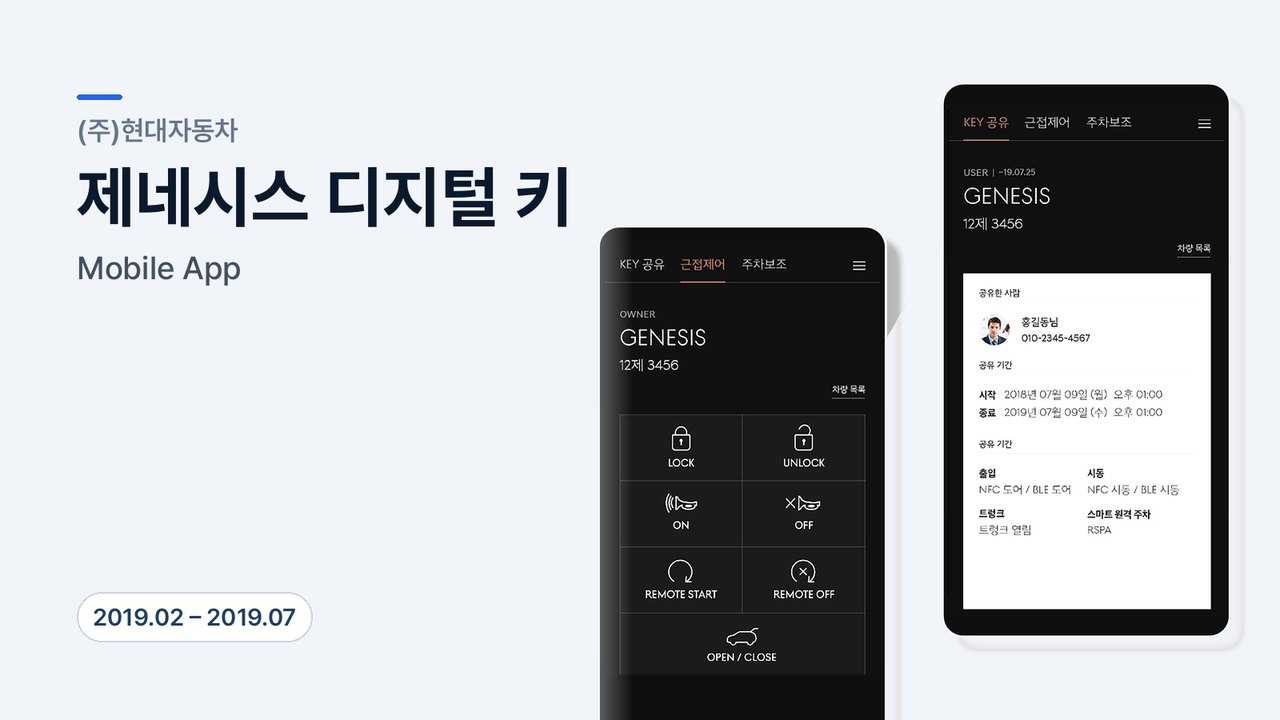 (주)현대자동차
제네시스 디지털 키
Mobile App
2019.02 – 2019.07
KEY 공유 근접제어 주차보조
OWNER
GENESIS
12제 3456
차량 목록
LOCK UNLOCK
ON OFF
REMOTE START REMOTE OFF
OPEN / CLOSE
KEY 공유 근접제어 주차보조
USER | ~19.07.25
GENESIS
12제 3456
차량 목록
공유한 사람
홍길동님
010-2345-4567
공유 기간
시작 2018년 07월 09일 (월) 오후 01:00
종료 2019년 07월 09일 (수) 오후 01:00
공유 기간
출입 시동
NFC 도어 / BLE 도어 NFC 시동 / BLE 시동
트렁크 스마트 원격 주차
트렁크 열림 RSPA